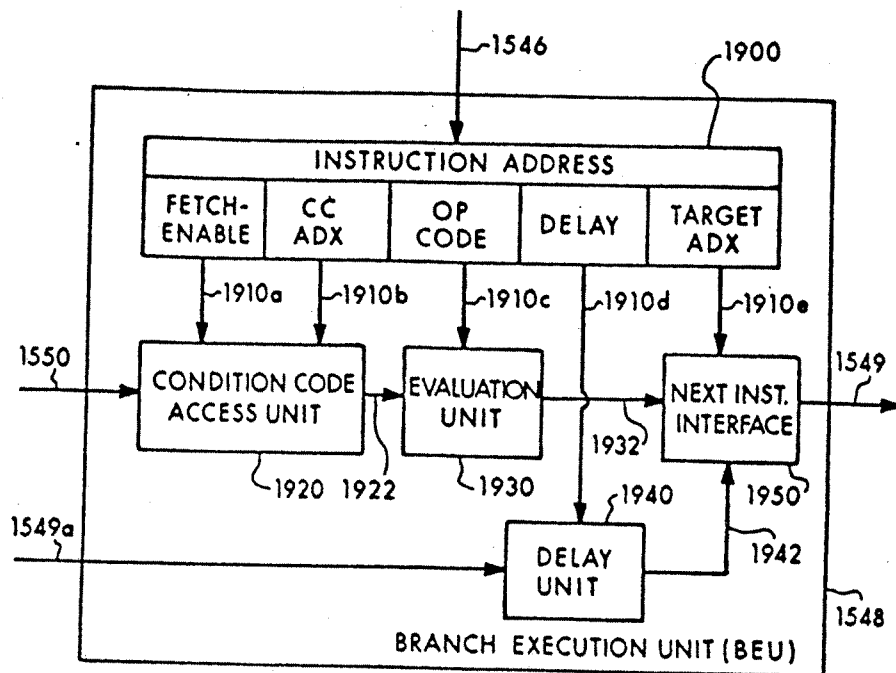 1546
1900
INSTRUCTION ADDRESS
FETCH-
ENABLE
CC
ADX
OP
CODE
DELAY
TARGET
ADX
1910a
1910b
1910c
1910d
1910e
1550
CONDITION CODE
ACCESS UNIT
EVALUATION
UNIT
NEXT INST.
INTERFACE
1549
1920
1922
1930
1932
1940
1950
1549a
DELAY
UNIT
1942
1548
BRANCH EXECUTION UNIT (BEU)